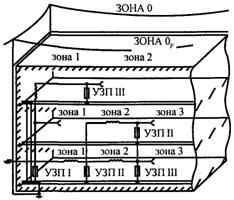 ЗОНА 0
ЗОНА 0F
зона 1 зона 2
УЗП III
зона 1 зона 2 зона 3
УЗП II
зона 1 зона 2 зона 3
УЗП I УЗП II УЗП III